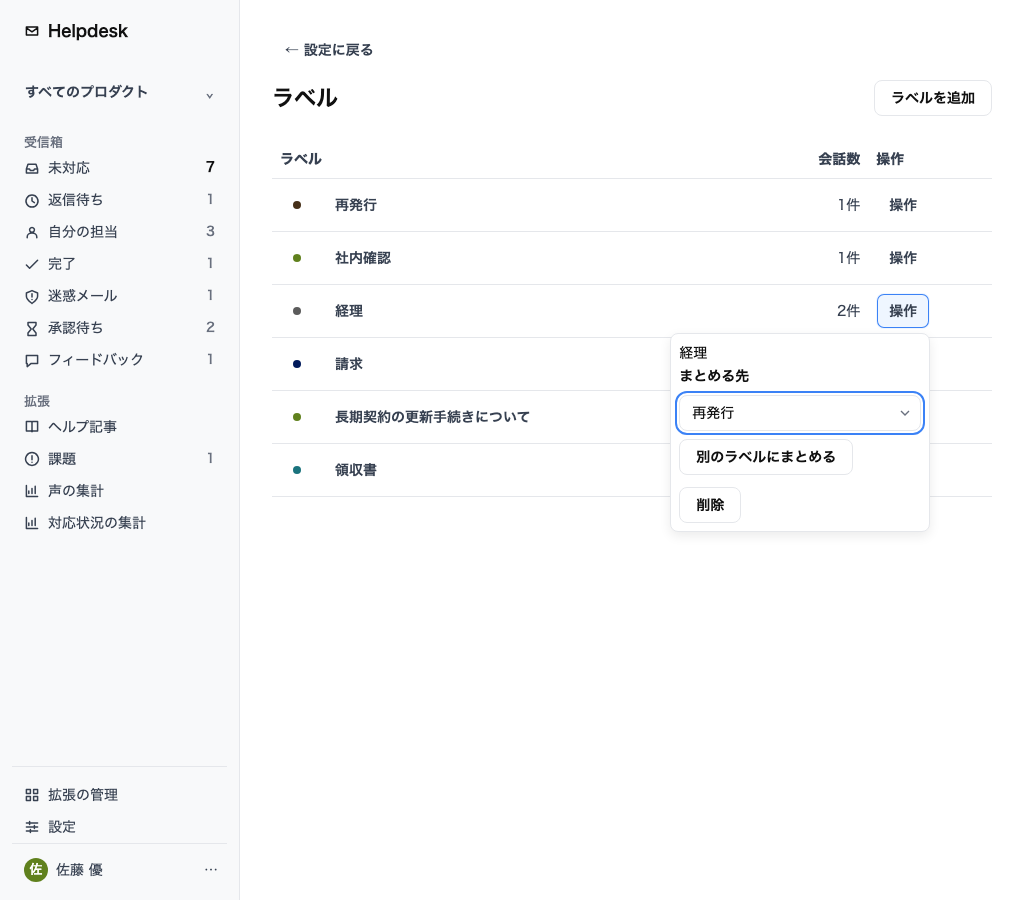 Helpdesk
すべてのプロダクト
受信箱
未対応 7
返信待ち 1
自分の担当 3
完了 1
迷惑メール 1
承認待ち 2
フィードバック 1
拡張
ヘルプ記事
課題 1
声の集計
対応状況の集計
拡張の管理
設定
佐 佐藤 優 ...
← 設定に戻る
ラベル
ラベルを追加
ラベル 会話数 操作
再発行 1件 操作
社内確認 1件 操作
経理 2件 操作
請求
長期契約の更新手続きについて
領収書
経理
まとめる先
再発行
別のラベルにまとめる
削除